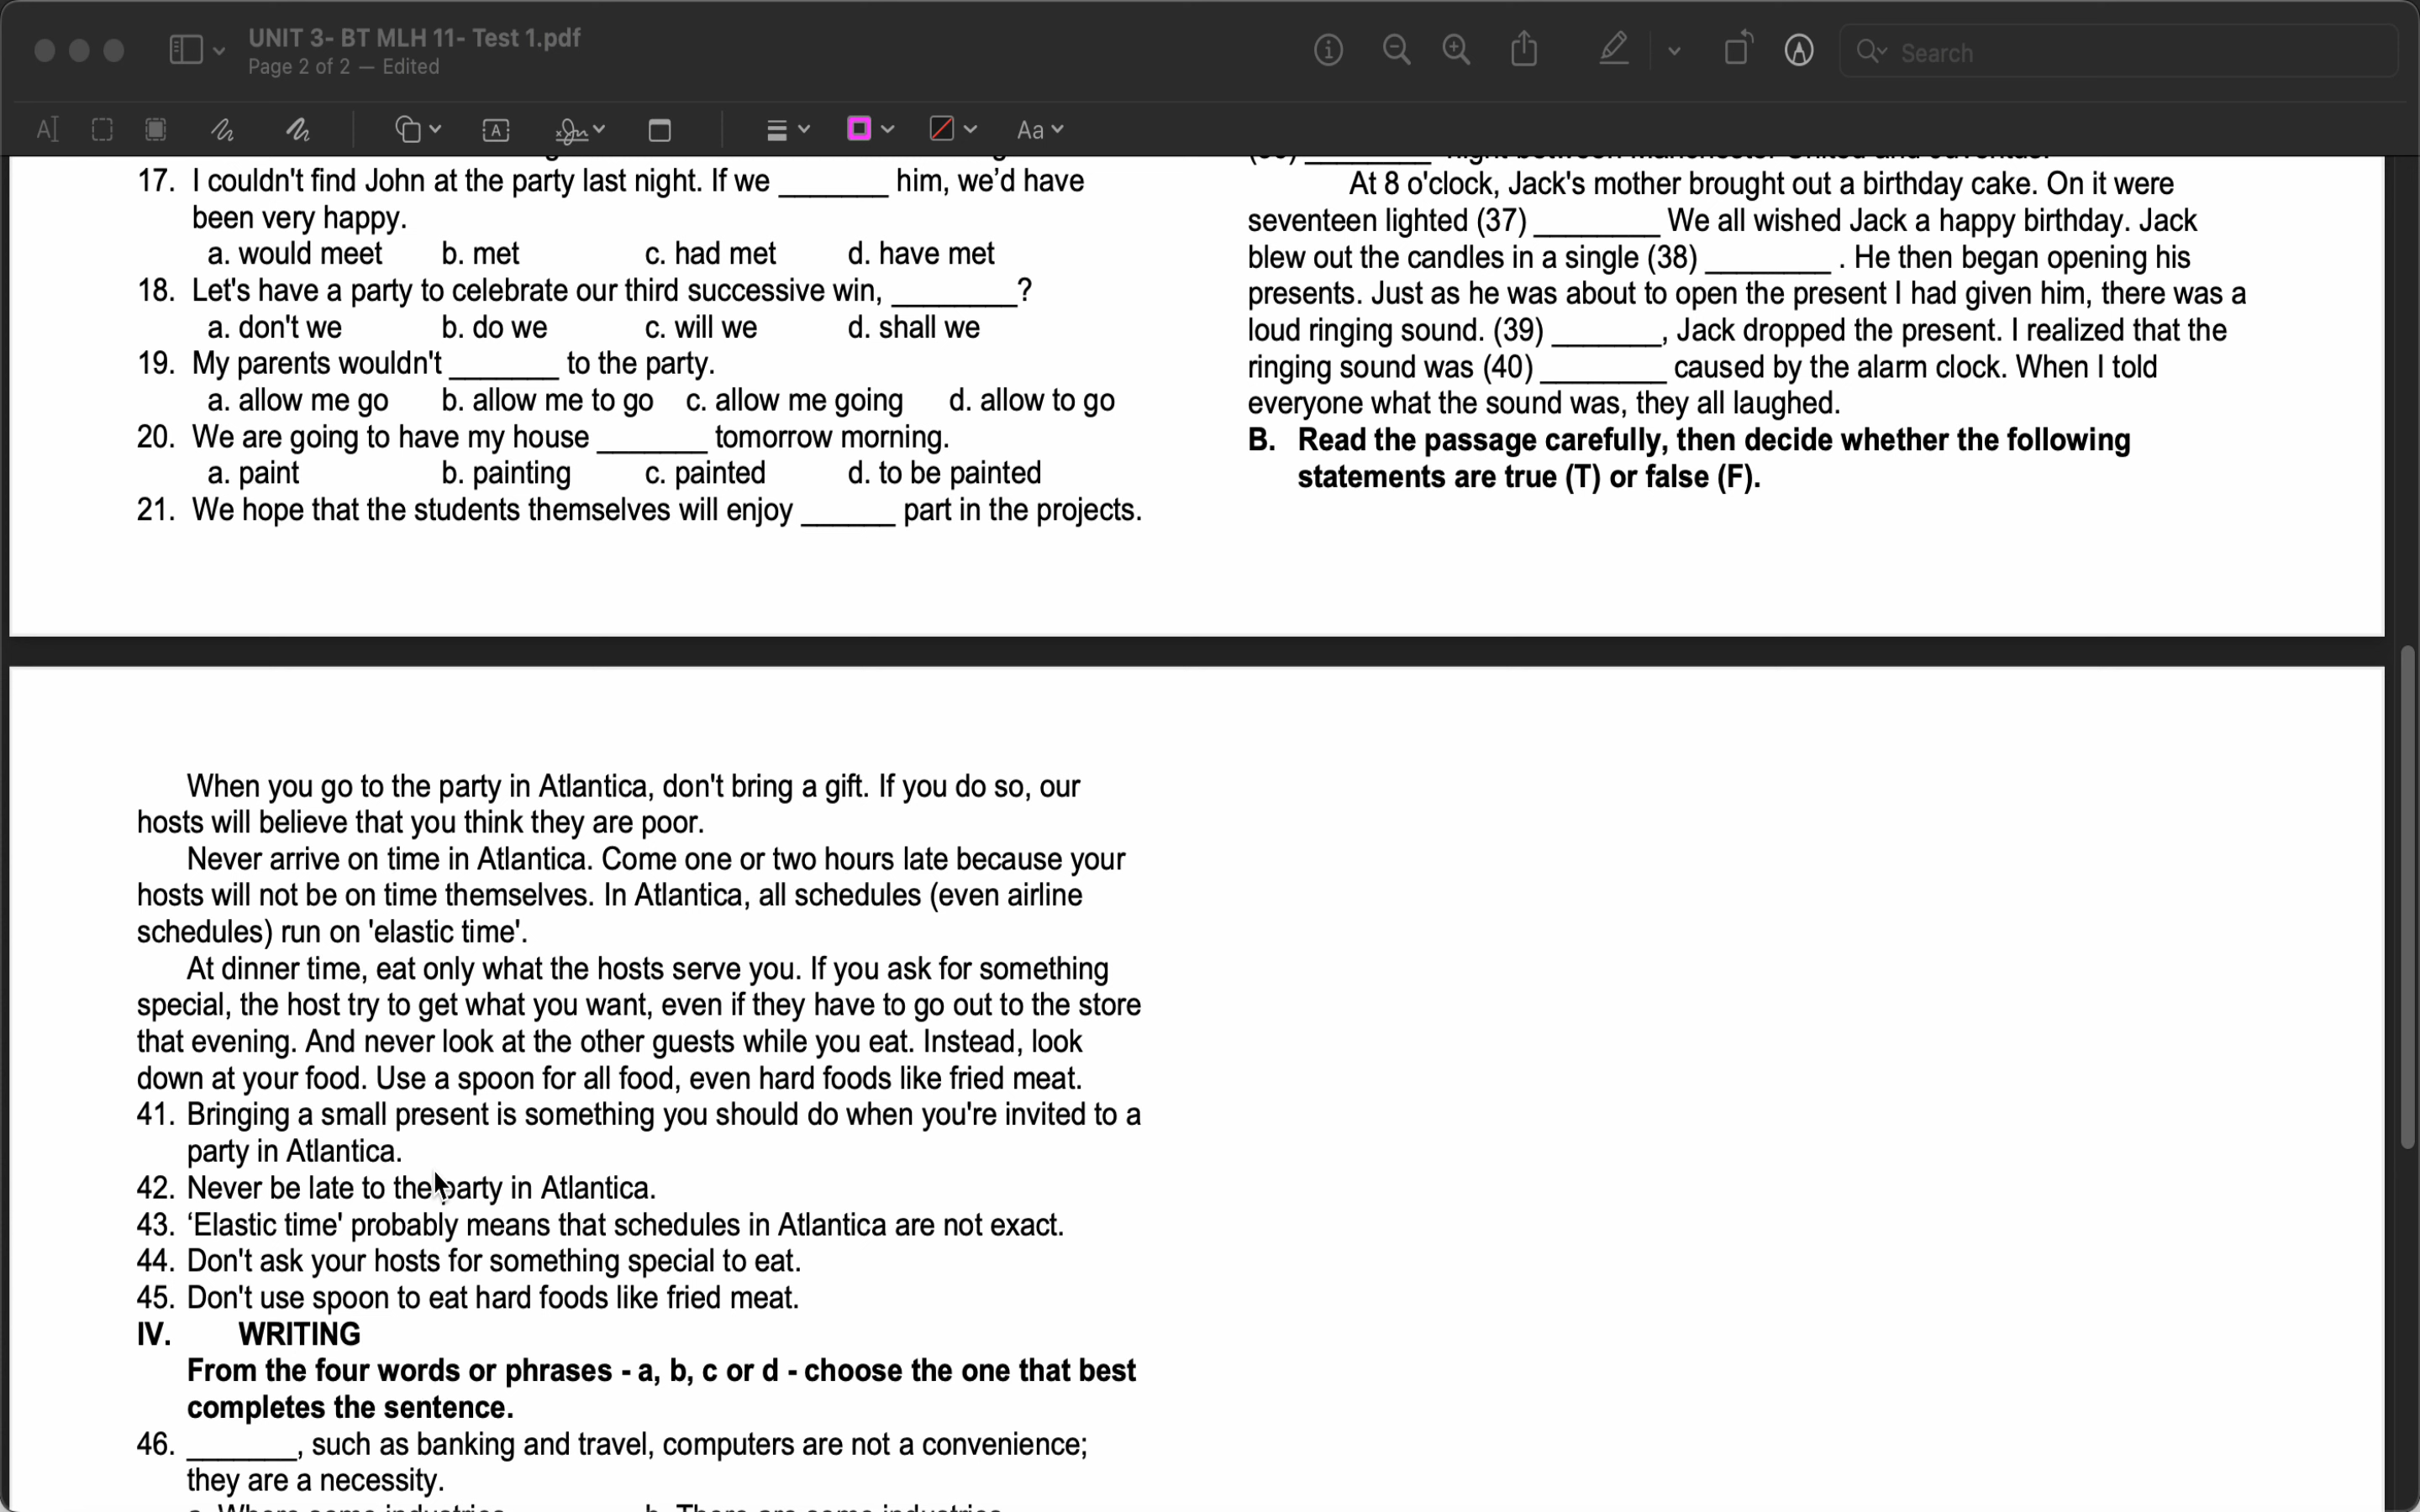 UNIT 3- BT MLH 11- Test 1.pdf
Page 2 of 2 — Edited
Search
Aa
17. I couldn't find John at the party last night. If we _______ him, we’d have
been very happy.
a. would meet b. met c. had met d. have met
18. Let's have a party to celebrate our third successive win, ________?
a. don't we b. do we c. will we d. shall we
19. My parents wouldn't _______ to the party.
a. allow me go b. allow me to go c. allow me going d. allow to go
20. We are going to have my house _______ tomorrow morning.
a. paint b. painting c. painted d. to be painted
21. We hope that the students themselves will enjoy ______ part in the projects.
At 8 o'clock, Jack's mother brought out a birthday cake. On it were
seventeen lighted (37) ________ We all wished Jack a happy birthday. Jack
blew out the candles in a single (38) ________ . He then began opening his
presents. Just as he was about to open the present I had given him, there was a
loud ringing sound. (39) _______, Jack dropped the present. I realized that the
ringing sound was (40) ________ caused by the alarm clock. When I told
everyone what the sound was, they all laughed.
B. Read the passage carefully, then decide whether the following
statements are true (T) or false (F).
When you go to the party in Atlantica, don't bring a gift. If you do so, our
hosts will believe that you think they are poor.
Never arrive on time in Atlantica. Come one or two hours late because your
hosts will not be on time themselves. In Atlantica, all schedules (even airline
schedules) run on 'elastic time'.
At dinner time, eat only what the hosts serve you. If you ask for something
special, the host try to get what you want, even if they have to go out to the store
that evening. And never look at the other guests while you eat. Instead, look
down at your food. Use a spoon for all food, even hard foods like fried meat.
41. Bringing a small present is something you should do when you're invited to a
party in Atlantica.
42. Never be late to the party in Atlantica.
43. ‘Elastic time' probably means that schedules in Atlantica are not exact.
44. Don't ask your hosts for something special to eat.
45. Don't use spoon to eat hard foods like fried meat.
IV. WRITING
From the four words or phrases - a, b, c or d - choose the one that best
completes the sentence.
46. _______, such as banking and travel, computers are not a convenience;
they are a necessity.